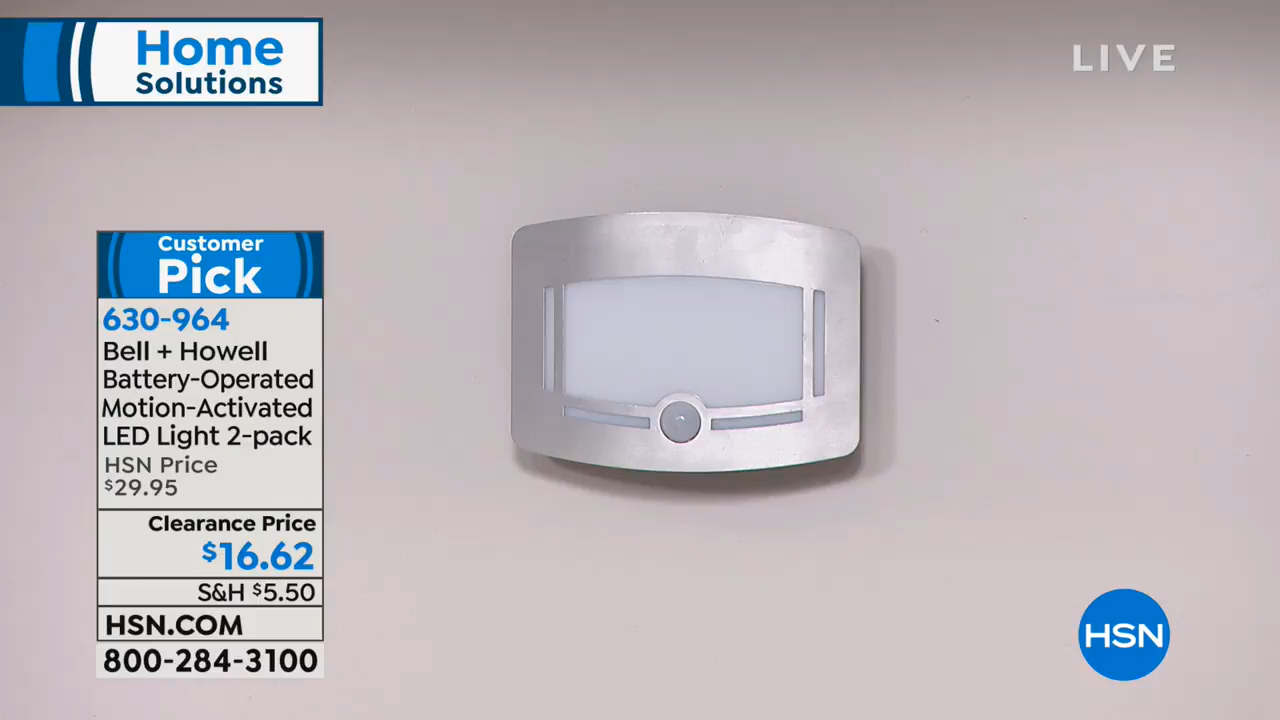 Home
Solutions
LIVE
Customer
Pick
630-964
Bell + Howell
Battery-Operated
Motion-Activated
LED Light 2-pack
HSN Price
$29.95
Clearance Price
$16.62
S&H $5.50
HSN.COM
800-284-3100
HSN